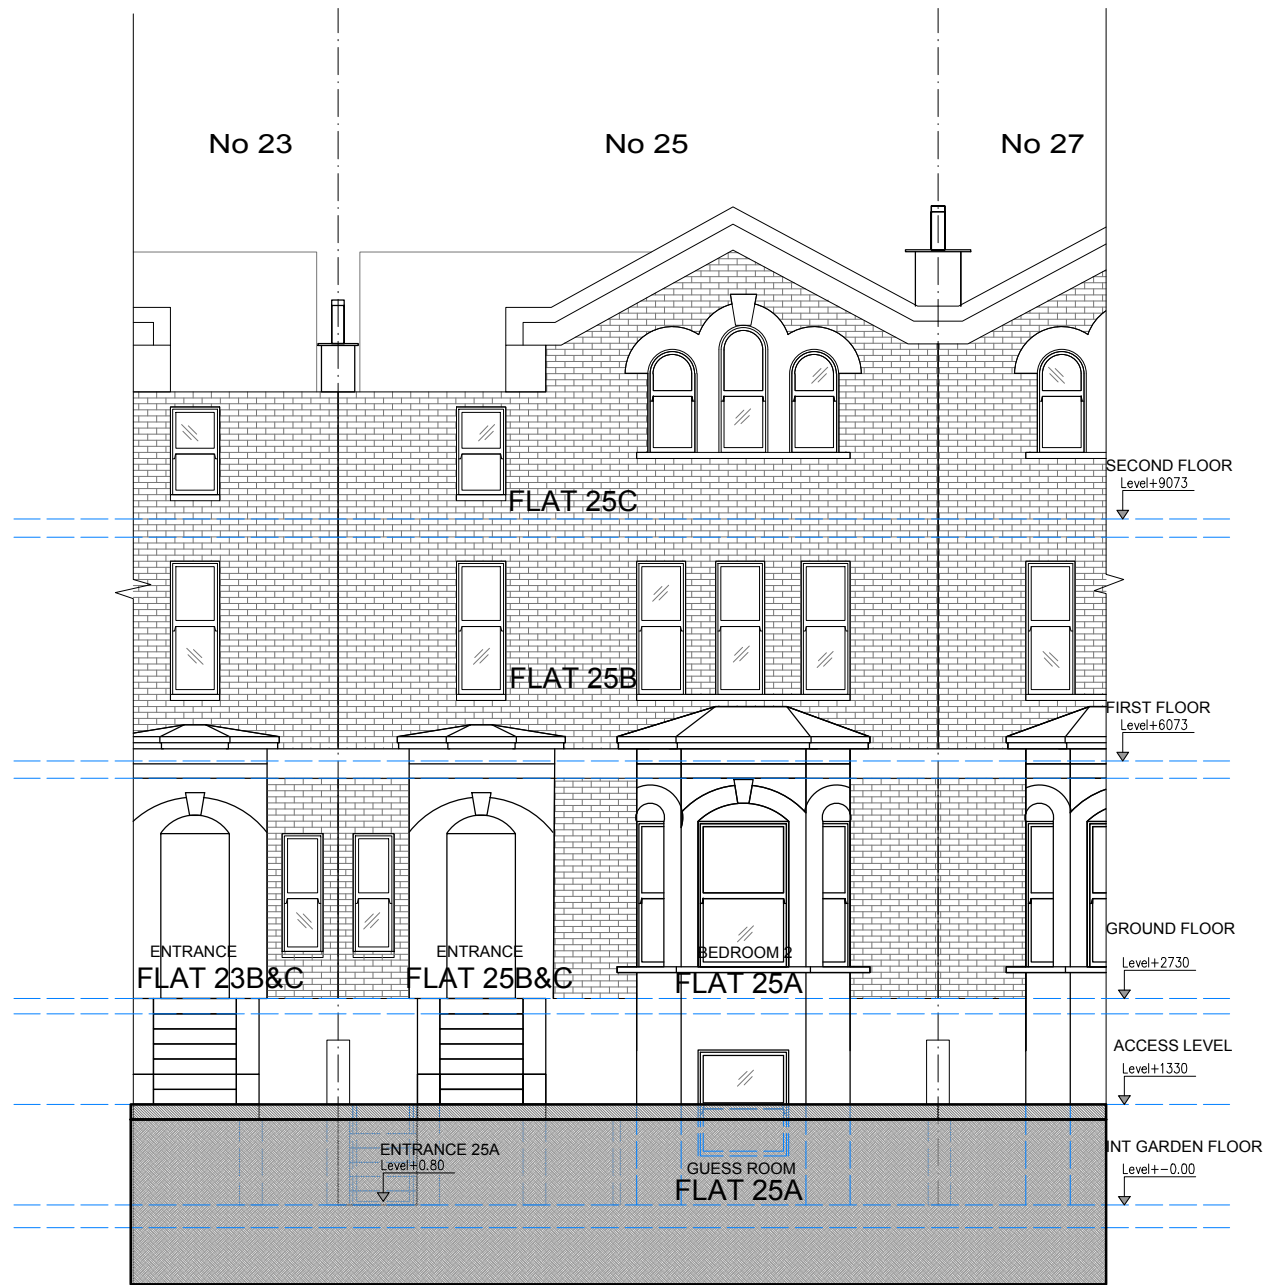 No 23
No 25
No 27
SECOND FLOOR
Level+9073
FLAT 25C
FLAT 25B
FIRST FLOOR
Level+6073
GROUND FLOOR
ENTRANCE
ENTRANCE
BEDROOM 2
Level+2730
FLAT 23B&C
FLAT 25B&C
FLAT 25A
ACCESS LEVEL
Level+1330
ENTRANCE 25A
INT GARDEN FLOOR
Level+0.80
GUESS ROOM
Level+-0.00
FLAT 25A